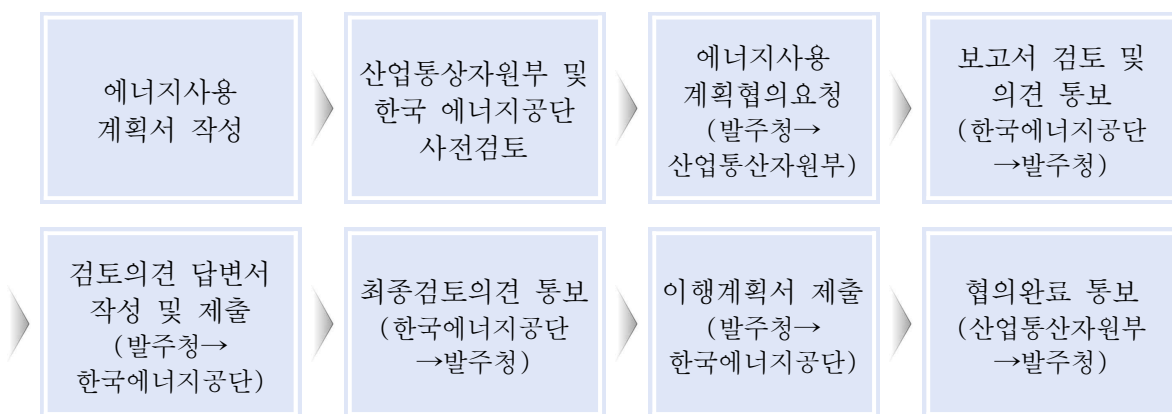 에너지사용
계획서 작성
산업통상자원부 및
한국 에너지공단
사전검토
에너지사용
계획협의요청
(발주청→
산업통산자원부)
보고서 검토 및
의견 통보
(한국에너지공단
→발주청)
검토의견 답변서
작성 및 제출
(발주청→
한국에너지공단)
최종검토의견 통보
(한국에너지공단
→발주청)
이행계획서 제출
(발주청→
한국에너지공단)
협의완료 통보
(산업통산자원부
→발주청)